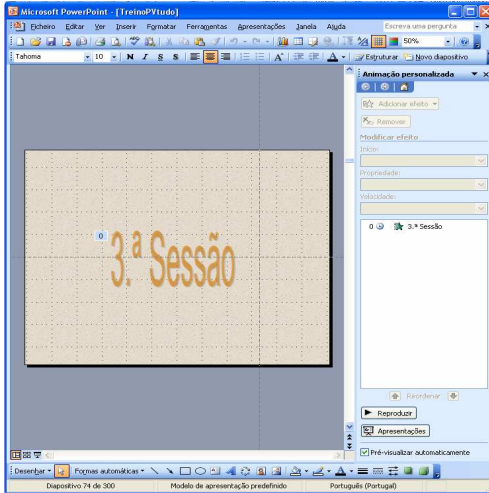 Microsoft PowerPoint - [TreinoPVtudo]
Ficheiro Editar Ver Inserir Formatar Ferramentas Apresentações Janela Ajuda Escreva uma pergunta
50%
Tahoma 10 N I S S A A Estruturar Novo diapositivo
Animação personalizada
Adicionar efeito
Remover
Modificar efeito
Início:
Propriedade:
Velocidade:
0 3.ª Sessão
0
3.ª Sessão
Reordenar
Reproduzir
Apresentações
Pré-visualizar automaticamente
Desenhar Formas automáticas A
Diapositivo 74 de 300 Modelo de apresentação predefinido Português (Portugal)